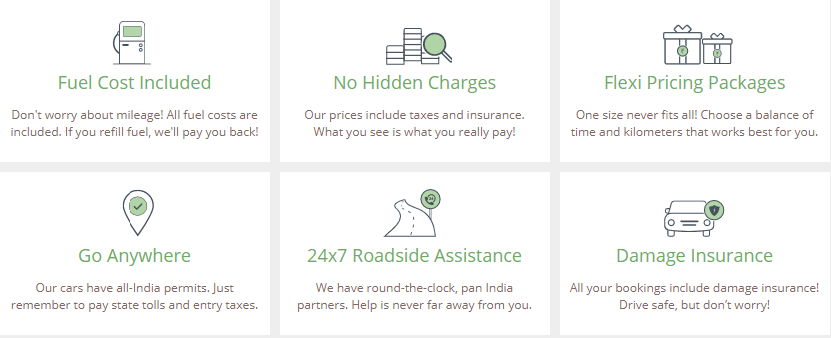 Fuel Cost Included
Don't worry about mileage! All fuel costs are
included. If you refill fuel, we'll pay you back!
No Hidden Charges
Our prices include taxes and insurance.
What you see is what you really pay!
Flexi Pricing Packages
One size never fits all! Choose a balance of
time and kilometers that works best for you.
Go Anywhere
Our cars have all-India permits. Just
remember to pay state tolls and entry taxes.
24x7 Roadside Assistance
We have round-the-clock, pan India
partners. Help is never far away from you.
Damage Insurance
All your bookings include damage insurance!
Drive safe, but don't worry!